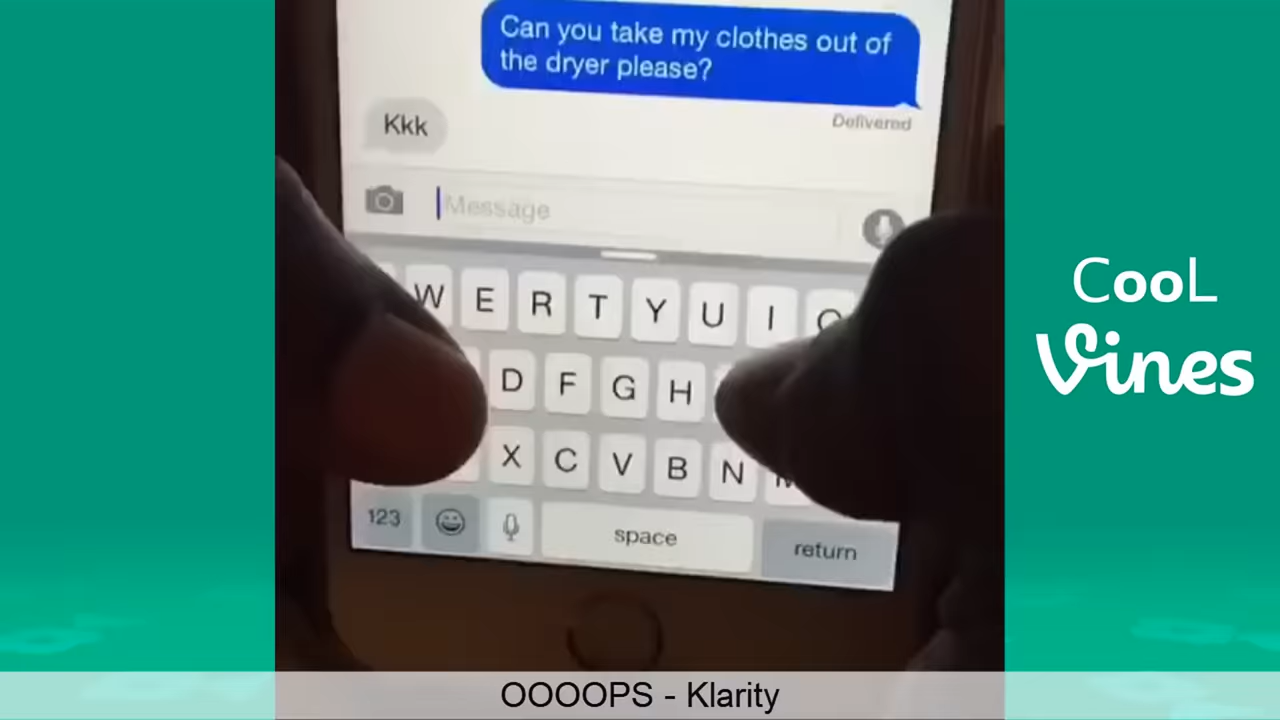 Can you take my clothes out of
the dryer please?
Delivered
Kkk
Message
W E R T Y U I O
D F G H
X C V B N M
123 space return
CooL
Vines
OOOOPS - Klarity